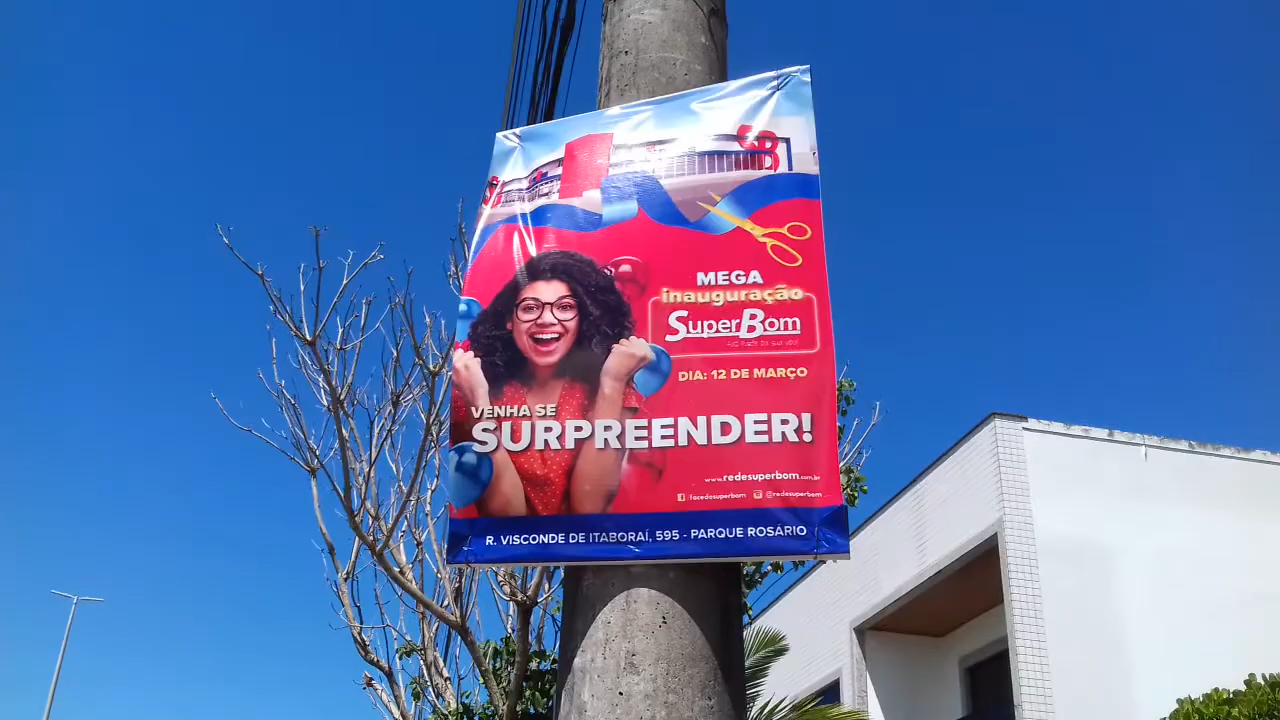 MEGA
inauguração
SuperBom
DIA: 12 DE MARÇO
VENHA SE
SURPREENDER!
www.redesuperbom.com.br
/facedesuperbom @redesuperbom
R. VISCONDE DE ITABORAÍ, 595 - PARQUE ROSÁRIO